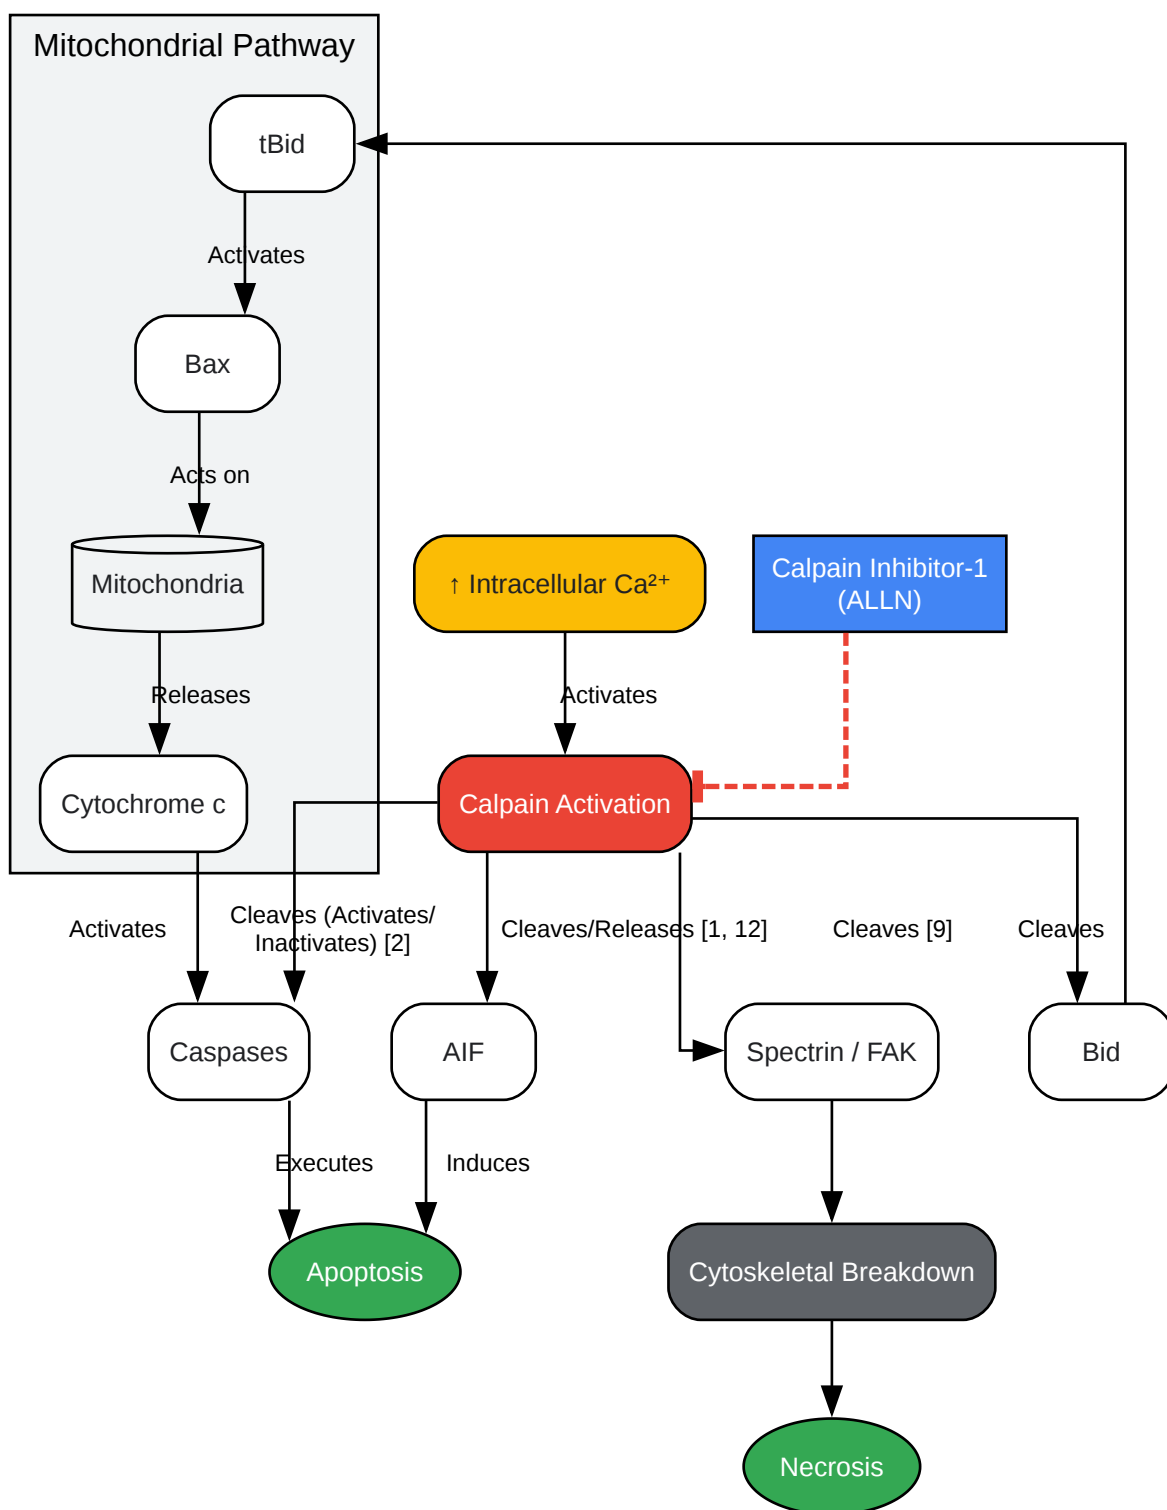 Mitochondrial Pathway
tBid
Activates
Bax
Acts on
Mitochondria
↑ Intracellular Ca²⁺
Calpain Inhibitor-1
(ALLN)
Releases
Activates
Cytochrome c
Calpain Activation
Activates
Cleaves (Activates/
Inactivates) [2]
Cleaves/Releases [1, 12]
Cleaves [9]
Cleaves
Caspases
AIF
Spectrin / FAK
Bid
Executes
Induces
Apoptosis
Cytoskeletal Breakdown
Necrosis